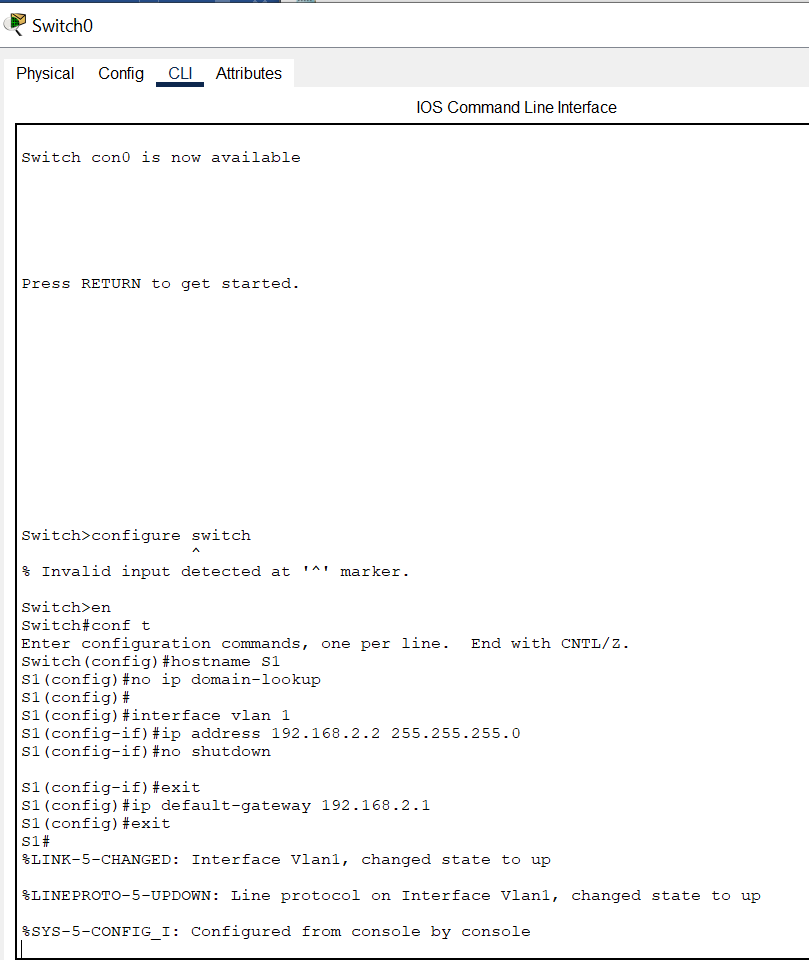 Switch0
Physical Config CLI Attributes
IOS Command Line Interface
Switch con0 is now available
Press RETURN to get started.
Switch>configure switch
^
% Invalid input detected at '^' marker.
Switch>en
Switch#conf t
Enter configuration commands, one per line.  End with CNTL/Z.
Switch(config)#hostname S1
S1(config)#no ip domain-lookup
S1(config)#
S1(config)#interface vlan 1
S1(config-if)#ip address 192.168.2.2 255.255.255.0
S1(config-if)#no shutdown
S1(config-if)#exit
S1(config)#ip default-gateway 192.168.2.1
S1(config)#exit
S1#
%LINK-5-CHANGED: Interface Vlan1, changed state to up
%LINEPROTO-5-UPDOWN: Line protocol on Interface Vlan1, changed state to up
%SYS-5-CONFIG_I: Configured from console by console